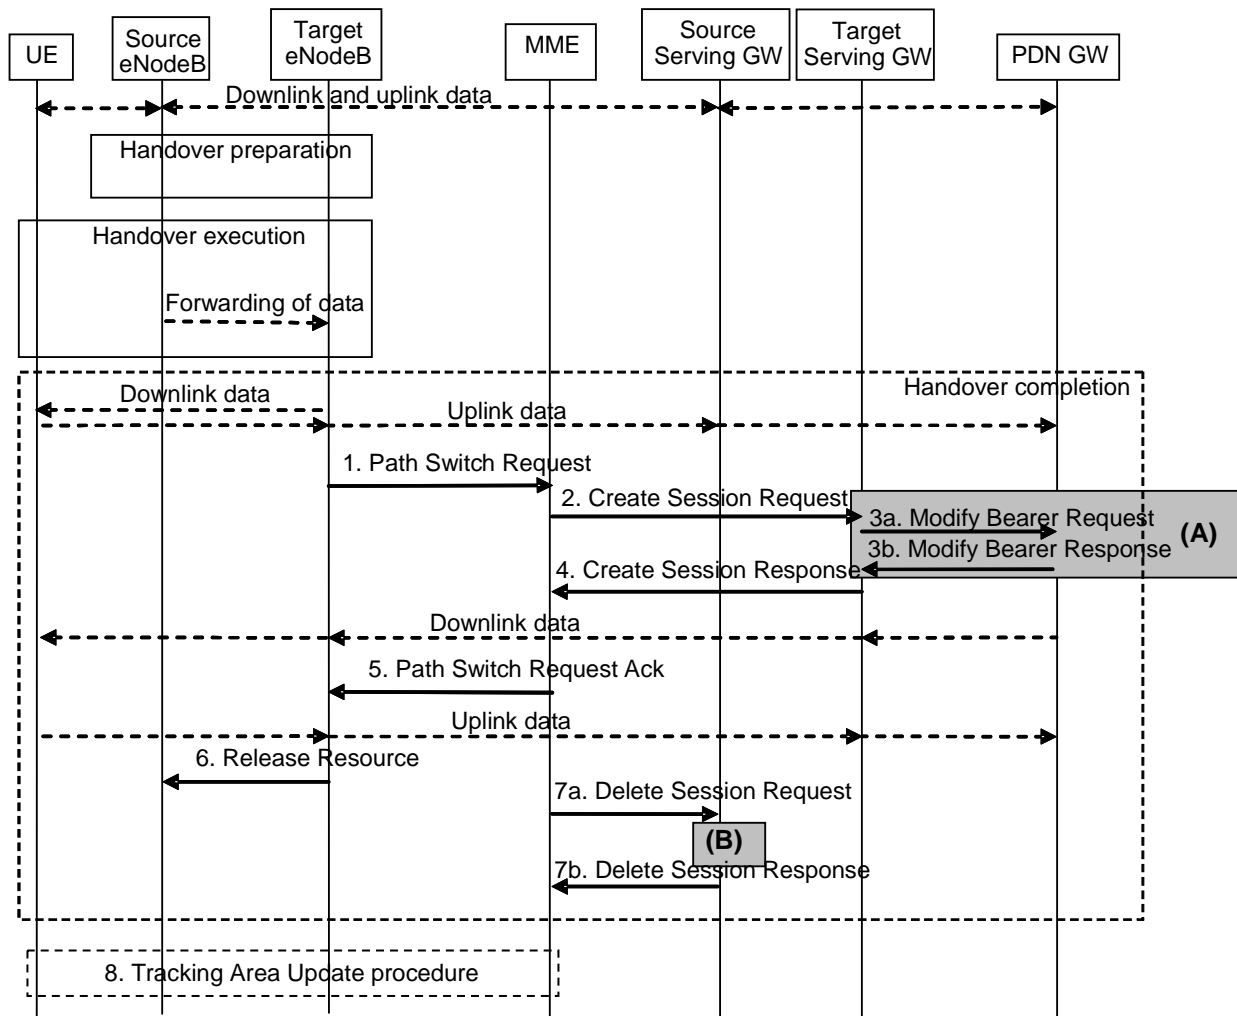 UE
Source
eNodeB
Target
eNodeB
MME
Source
Serving GW
Target
Serving GW
PDN GW
Downlink and uplink data
Handover preparation
Handover execution
Forwarding of data
Handover completion
Downlink data
Uplink data
1. Path Switch Request
2. Create Session Request
3a. Modify Bearer Request
(A)
3b. Modify Bearer Response
4. Create Session Response
Downlink data
5. Path Switch Request Ack
Uplink data
6. Release Resource
7a. Delete Session Request
(B)
7b. Delete Session Response
8. Tracking Area Update procedure